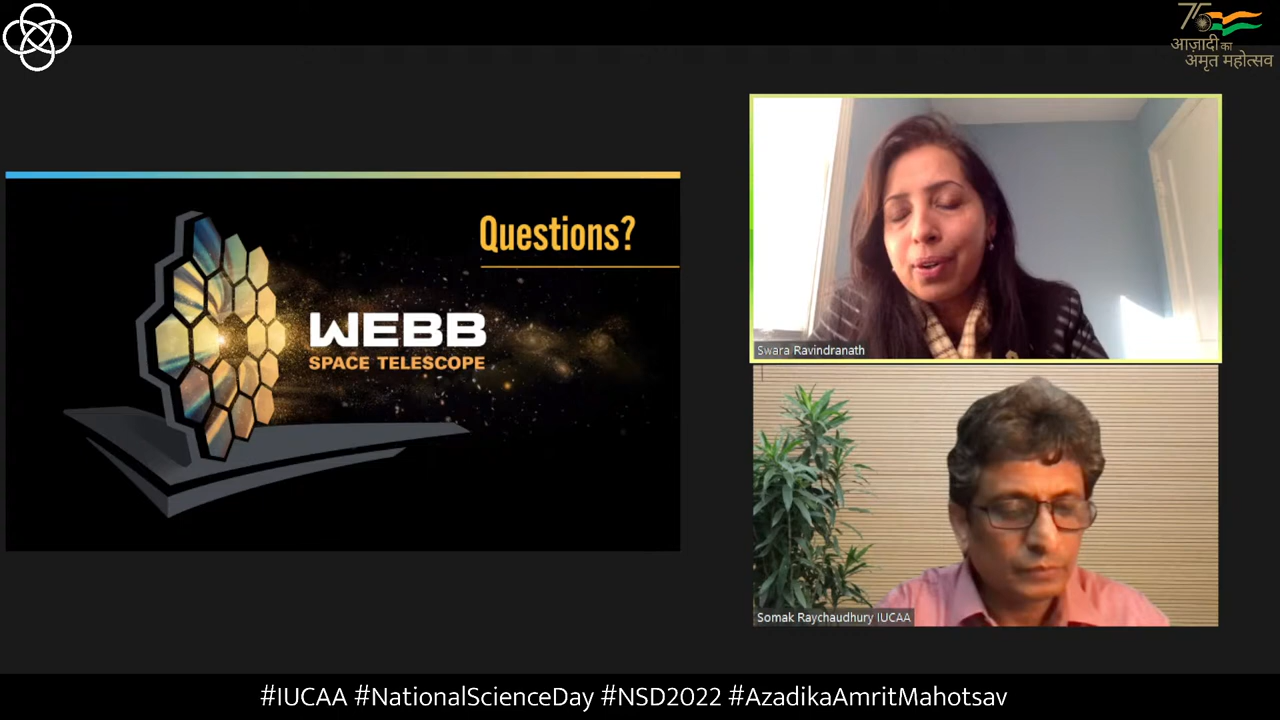 75
आज़ादी का
अमृत महोत्सव
Questions?
WEBB
SPACE TELESCOPE
Swara Ravindranath
Somak Raychaudhury IUCAA
#IUCAA #NationalScienceDay #NSD2022 #AzadikaAmritMahotsav